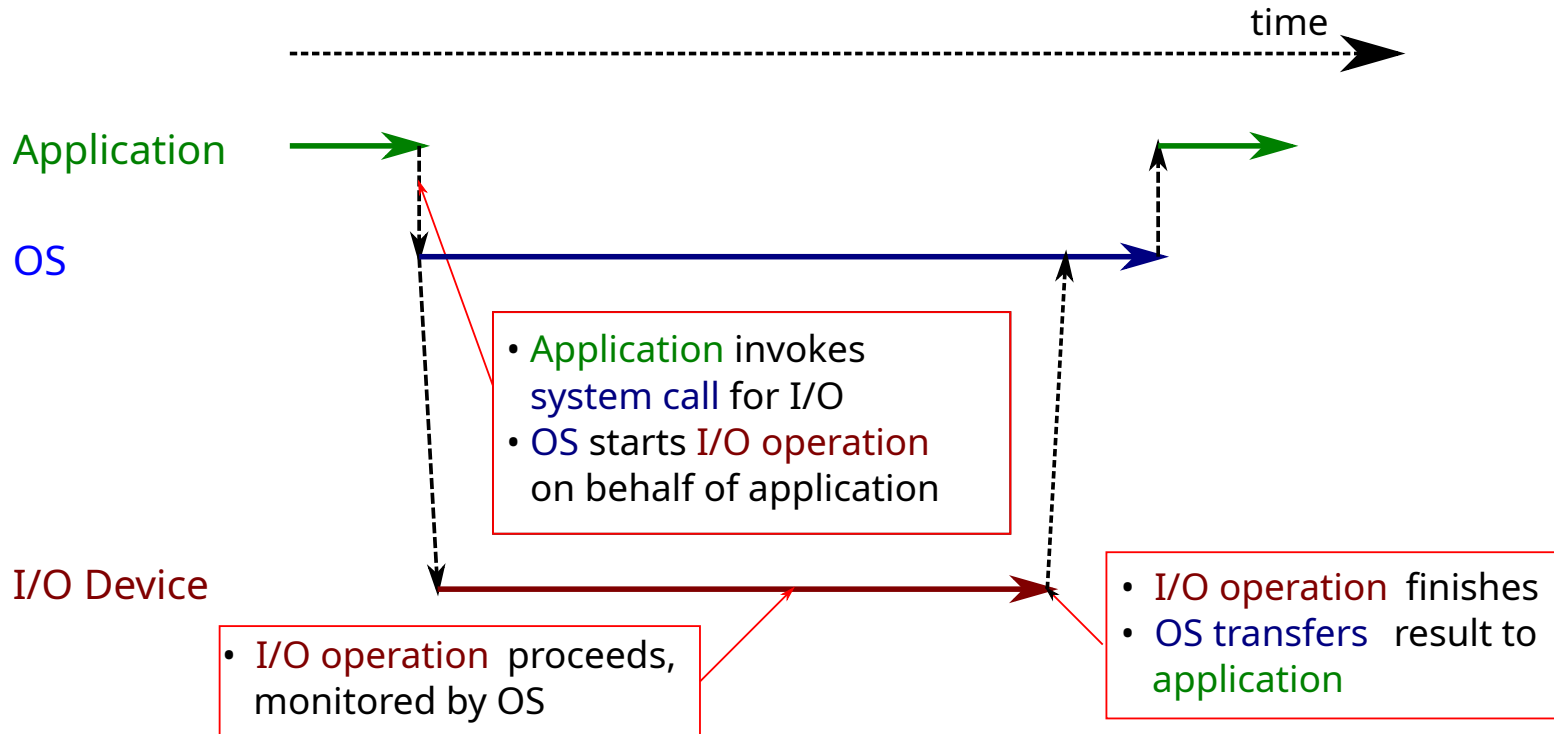 time
Application
OS
• Application invokes
system call for I/O
• OS starts I/O operation
on behalf of application
I/O Device
• I/O operation proceeds,
monitored by OS
• I/O operation finishes
• OS transfers result to
application